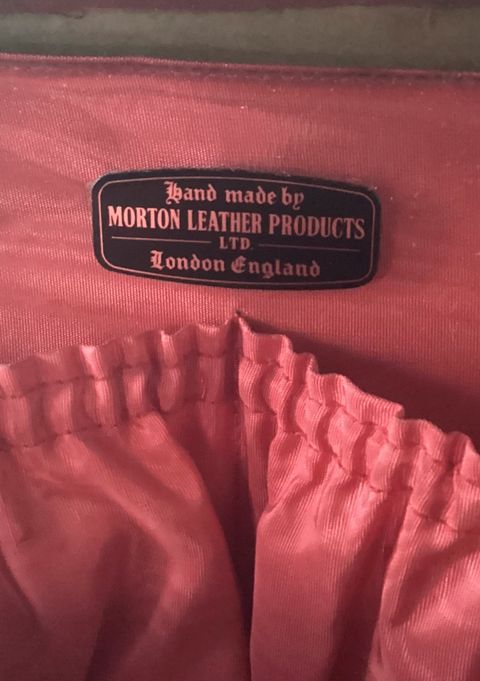 Hand made by
MORTON LEATHER PRODUCTS
LTD.
London England